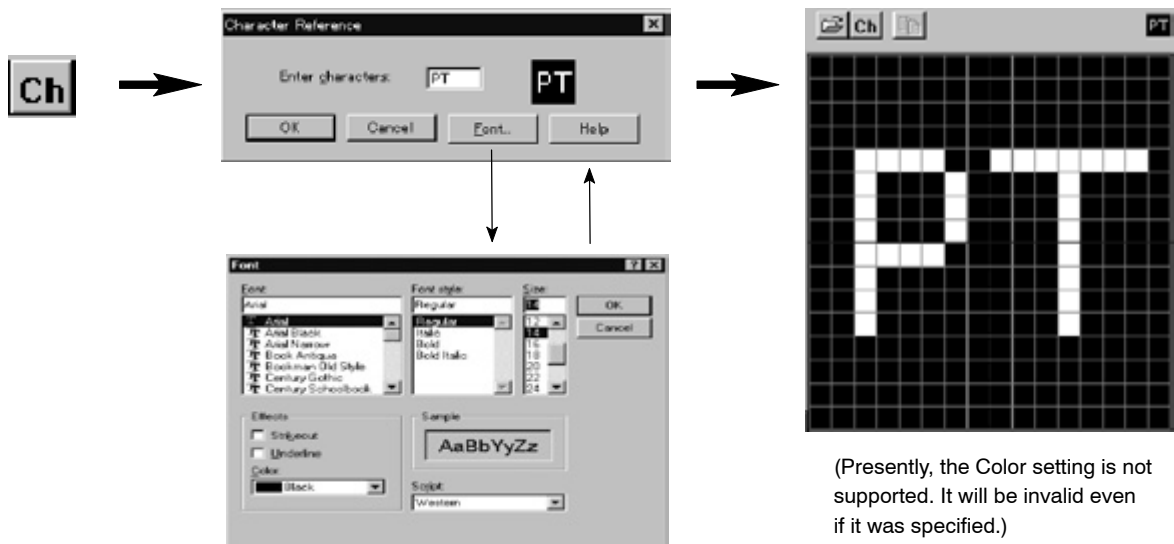 Ch
Character Reference
Enter characters: PT
PT
OK Cancel Font.. Help
Ch
PT
PT
Font
Font: Font style: Size:
Arial Regular 14 OK
Arial Regular 12 Cancel
Arial Black Italic 14
Arial Narrow Bold 16
Book Antiqua Bold Italic 18
Bookman Old Style 20
Century Gothic 22
Century Schoolbook 24
Effects Sample
Strikeout AaBbYyZz
Underline
Color:
Black
Script:
Western
(Presently, the Color setting is not
supported. It will be invalid even
if it was specified.)